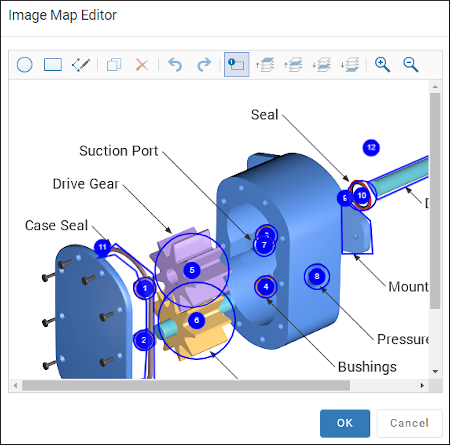 Image Map Editor
Seal
12
Suction Port
Drive Gear
9
10
D
Case Seal
11
7
5
1
8
4
Mount
6
2
Pressure
Bushings
OK
Cancel